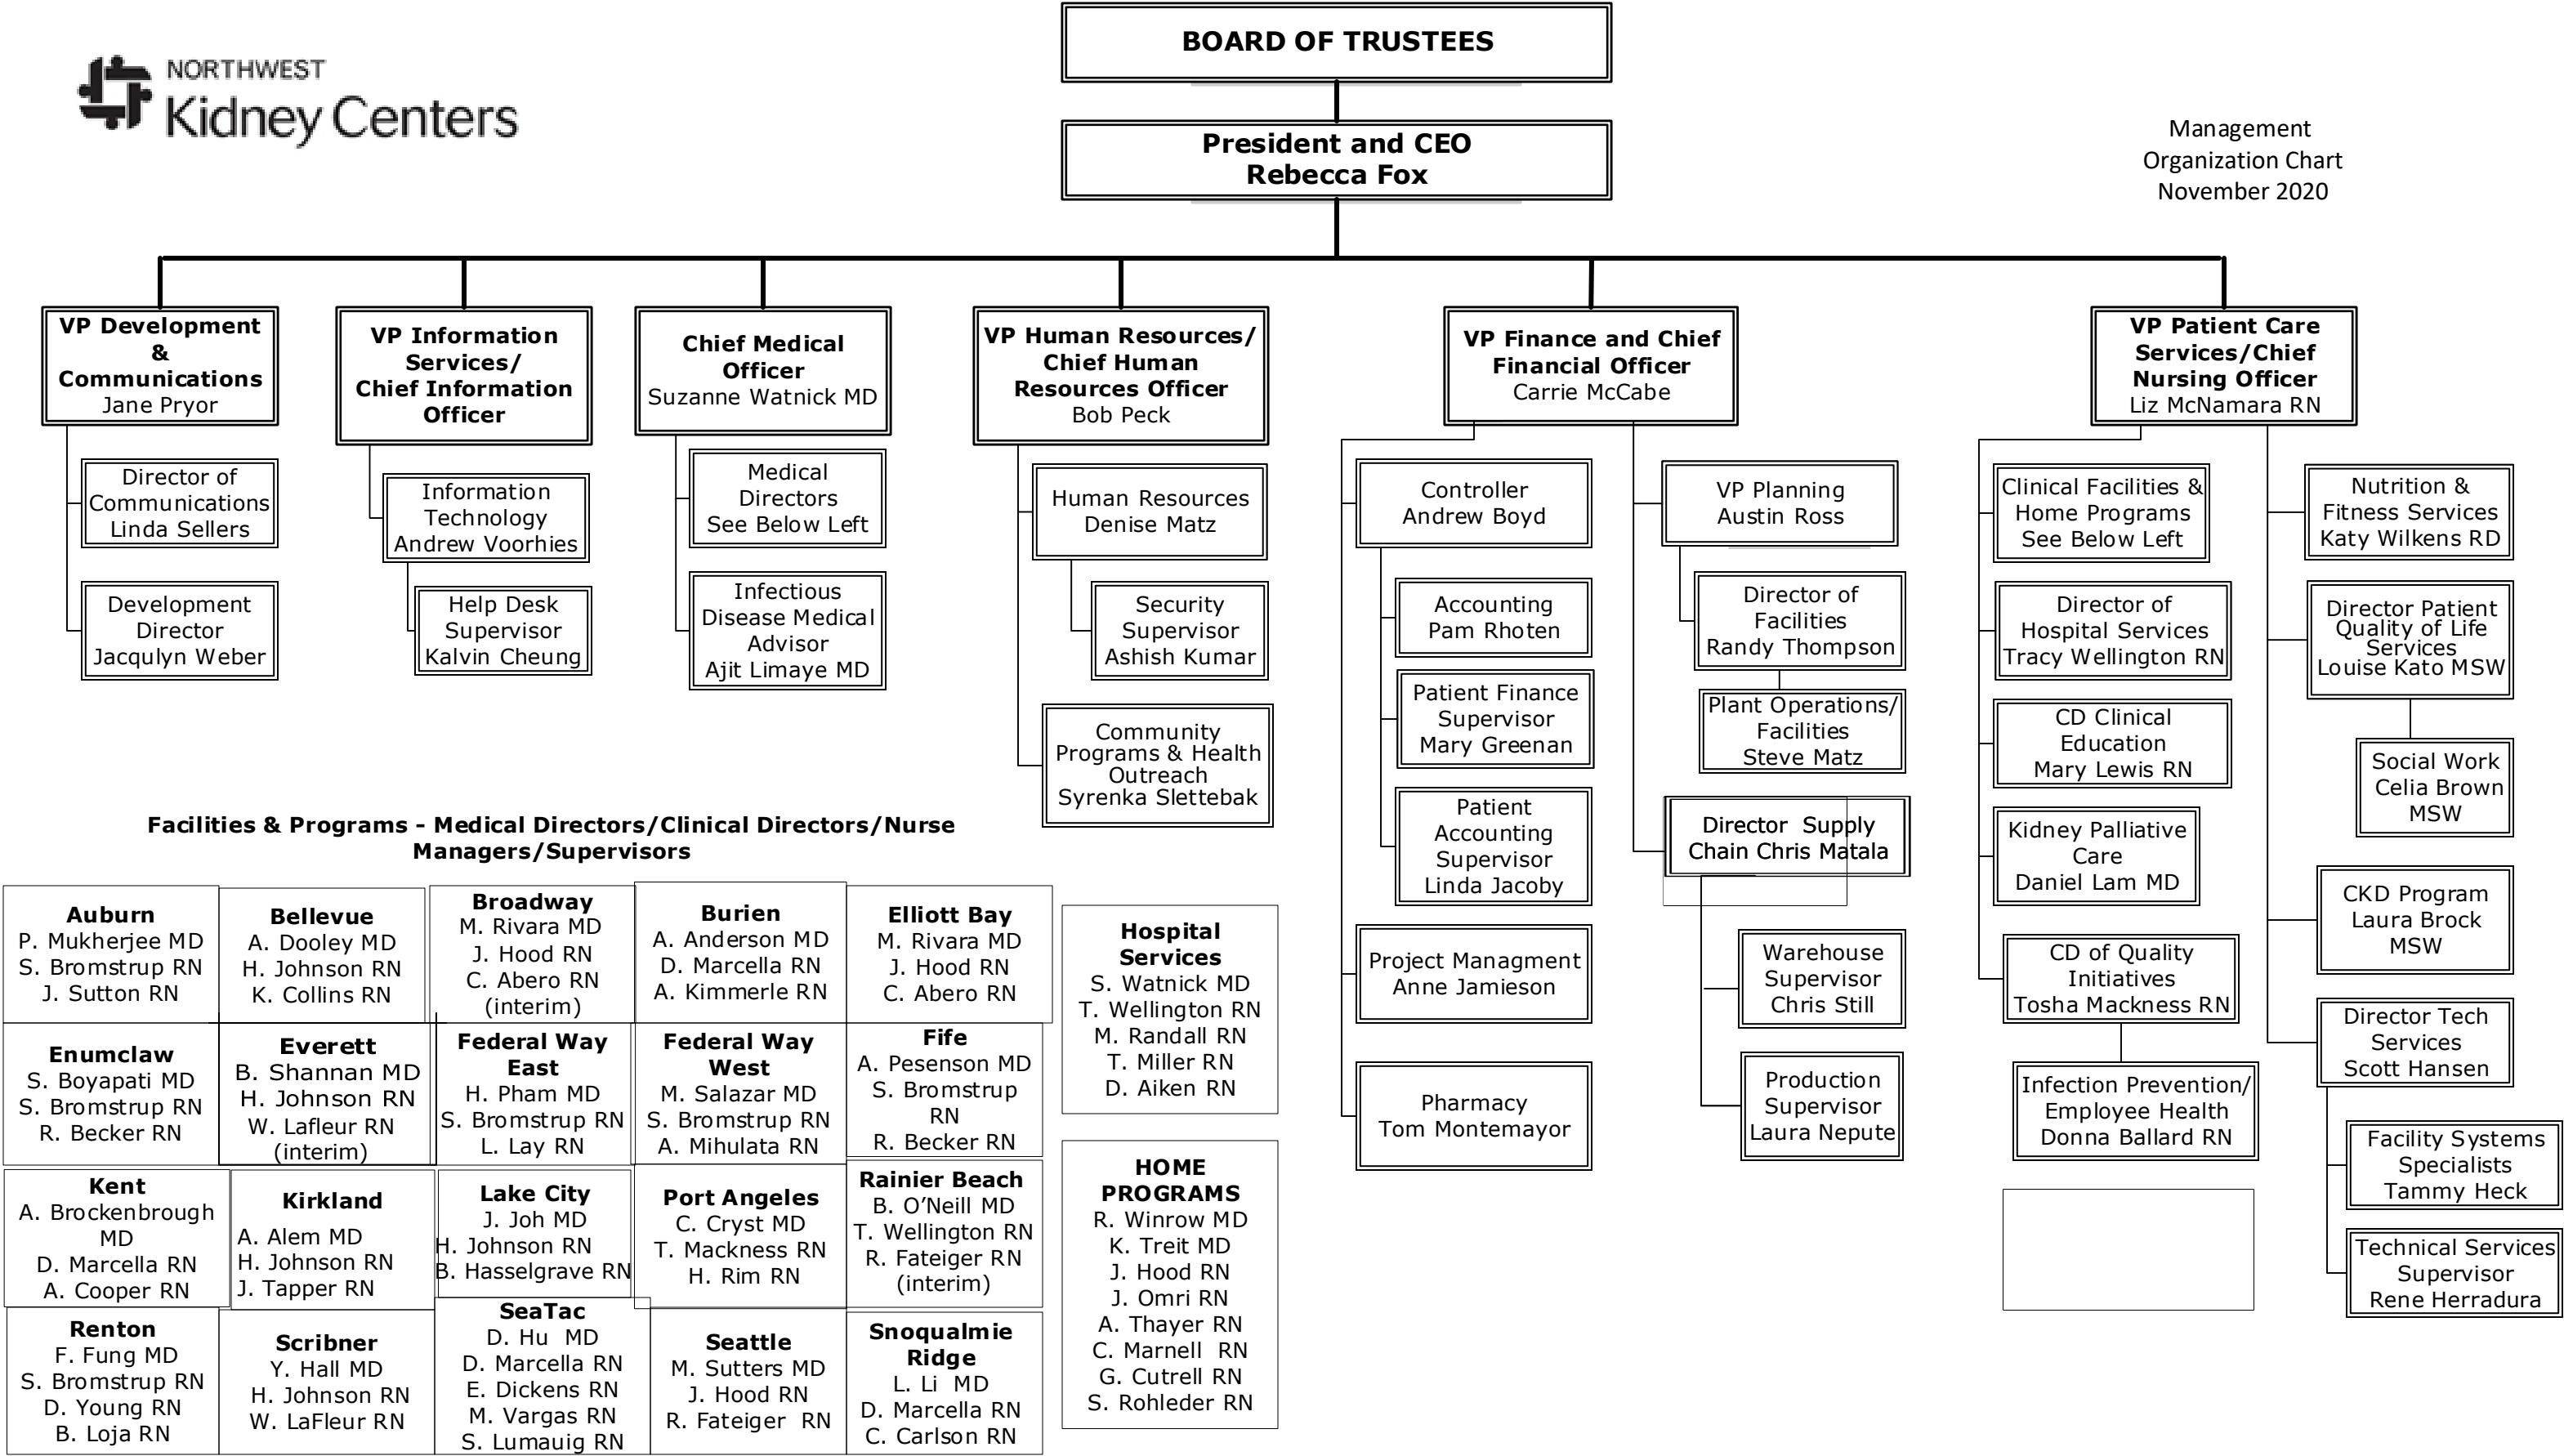 NORTHWEST
Kidney Centers
BOARD OF TRUSTEES
President and CEO
Rebecca Fox
Management
Organization Chart
November 2020
VP Development
&
Communications
Jane Pryor
Director of
Communications
Linda Sellers
Development
Director
Jacqulyn Weber
VP Information
Services/
Chief Information
Officer
Information
Technology
Andrew Voorhies
Help Desk
Supervisor
Kalvin Cheung
Chief Medical
Officer
Suzanne Watnick MD
Medical
Directors
See Below Left
Infectious
Disease Medical
Advisor
Ajit Limaye MD
VP Human Resources/
Chief Human
Resources Officer
Bob Peck
Human Resources
Denise Matz
Security
Supervisor
Ashish Kumar
Community
Programs & Health
Outreach
Syrenka Slettebak
VP Finance and Chief
Financial Officer
Carrie McCabe
Controller
Andrew Boyd
Accounting
Pam Rhoten
Patient Finance
Supervisor
Mary Greenan
Patient
Accounting
Supervisor
Linda Jacoby
Project Managment
Anne Jamieson
Pharmacy
Tom Montemayor
VP Planning
Austin Ross
Director of
Facilities
Randy Thompson
Plant Operations/
Facilities
Steve Matz
Director Supply
Chain Chris Matala
Warehouse
Supervisor
Chris Still
Production
Supervisor
Laura Nepute
VP Patient Care
Services/Chief
Nursing Officer
Liz McNamara RN
Clinical Facilities &
Home Programs
See Below Left
Director of
Hospital Services
Tracy Wellington RN
CD Clinical
Education
Mary Lewis RN
Kidney Palliative
Care
Daniel Lam MD
CD of Quality
Initiatives
Tosha Mackness RN
Infection Prevention/
Employee Health
Donna Ballard RN
Nutrition &
Fitness Services
Katy Wilkens RD
Director Patient
Quality of Life
Services
Louise Kato MSW
Social Work
Celia Brown
MSW
CKD Program
Laura Brock
MSW
Director Tech
Services
Scott Hansen
Facility Systems
Specialists
Tammy Heck
Technical Services
Supervisor
Rene Herradura
Facilities & Programs - Medical Directors/Clinical Directors/Nurse
Managers/Supervisors
Auburn
P. Mukherjee MD
S. Bromstrup RN
J. Sutton RN
Bellevue
A. Dooley MD
H. Johnson RN
K. Collins RN
Broadway
M. Rivara MD
J. Hood RN
C. Abero RN
(interim)
Burien
A. Anderson MD
D. Marcella RN
A. Kimmerle RN
Elliott Bay
M. Rivara MD
J. Hood RN
C. Abero RN
Enumclaw
S. Boyapati MD
S. Bromstrup RN
R. Becker RN
Everett
B. Shannan MD
H. Johnson RN
W. Lafleur RN
(interim)
Federal Way
East
H. Pham MD
S. Bromstrup RN
L. Lay RN
Federal Way
West
M. Salazar MD
S. Bromstrup RN
A. Mihulata RN
Fife
A. Pesenson MD
S. Bromstrup
RN
R. Becker RN
Kent
A. Brockenbrough
MD
D. Marcella RN
A. Cooper RN
Kirkland
A. Alem MD
H. Johnson RN
J. Tapper RN
Lake City
J. Joh MD
H. Johnson RN
B. Hasselgrave RN
Port Angeles
C. Cryst MD
T. Mackness RN
H. Rim RN
Rainier Beach
B. O’Neill MD
T. Wellington RN
R. Fateiger RN
(interim)
Renton
F. Fung MD
S. Bromstrup RN
D. Young RN
B. Loja RN
Scribner
Y. Hall MD
H. Johnson RN
W. LaFleur RN
SeaTac
D. Hu MD
D. Marcella RN
E. Dickens RN
M. Vargas RN
S. Lumauig RN
Seattle
M. Sutters MD
J. Hood RN
R. Fateiger RN
Snoqualmie
Ridge
L. Li MD
D. Marcella RN
C. Carlson RN
Hospital
Services
S. Watnick MD
T. Wellington RN
M. Randall RN
T. Miller RN
D. Aiken RN
HOME
PROGRAMS
R. Winrow MD
K. Treit MD
J. Hood RN
J. Omri RN
A. Thayer RN
C. Marnell RN
G. Cutrell RN
S. Rohleder RN